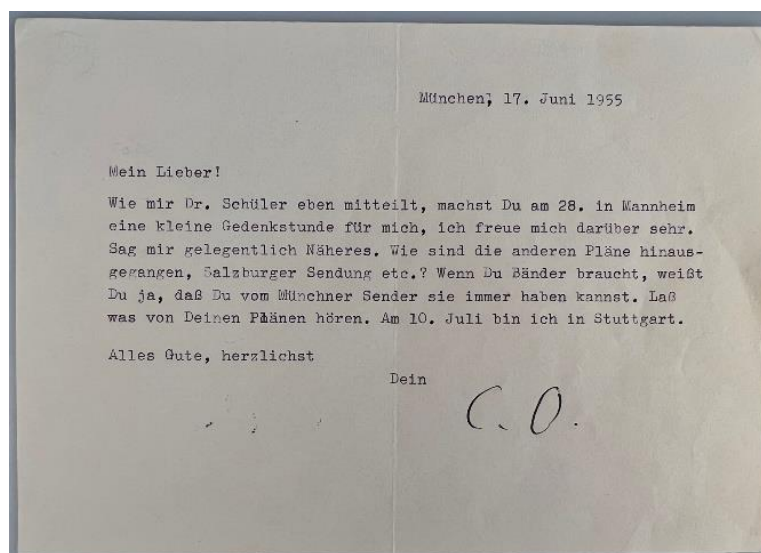 München, 17. Juni 1955
Mein Lieber!
Wie mir Dr. Schüler eben mitteilt, machst Du am 28. in Mannheim
eine kleine Gedenkstunde für mich, ich freue mich darüber sehr.
Sag mir gelegentlich Näheres. Wie sind die anderen Pläne hinaus-
gegangen, Salzburger Sendung etc.? Wenn Du Bänder braucht, weißt
Du ja, daß Du vom Münchner Sender sie immer haben kannst. Laß
was von Deinen Plänen hören. Am 10. Juli bin ich in Stuttgart.
Alles Gute, herzlichst
Dein
C. O.